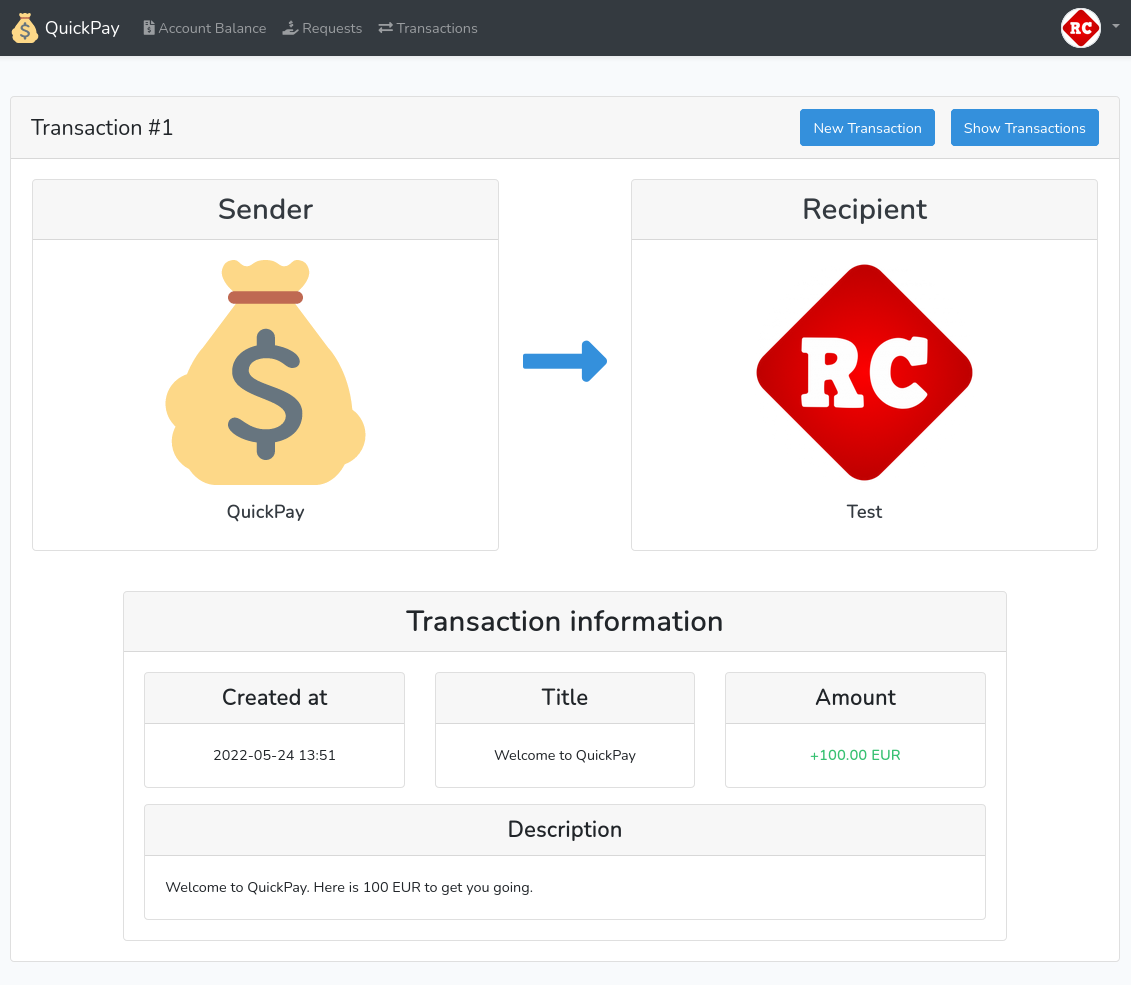 QuickPay Account Balance Requests Transactions RC
Transaction #1 New Transaction Show Transactions
Sender
$
QuickPay
Recipient
RC
Test
Transaction information
Created at
2022-05-24 13:51
Title
Welcome to QuickPay
Amount
+100.00 EUR
Description
Welcome to QuickPay. Here is 100 EUR to get you going.